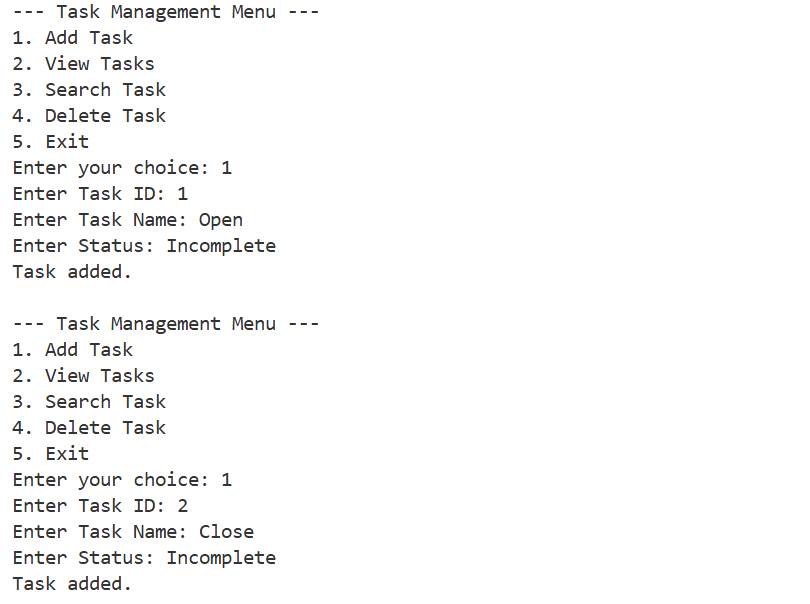 --- Task Management Menu ---
1. Add Task
2. View Tasks
3. Search Task
4. Delete Task
5. Exit
Enter your choice: 1
Enter Task ID: 1
Enter Task Name: Open
Enter Status: Incomplete
Task added.

--- Task Management Menu ---
1. Add Task
2. View Tasks
3. Search Task
4. Delete Task
5. Exit
Enter your choice: 1
Enter Task ID: 2
Enter Task Name: Close
Enter Status: Incomplete
Task added.